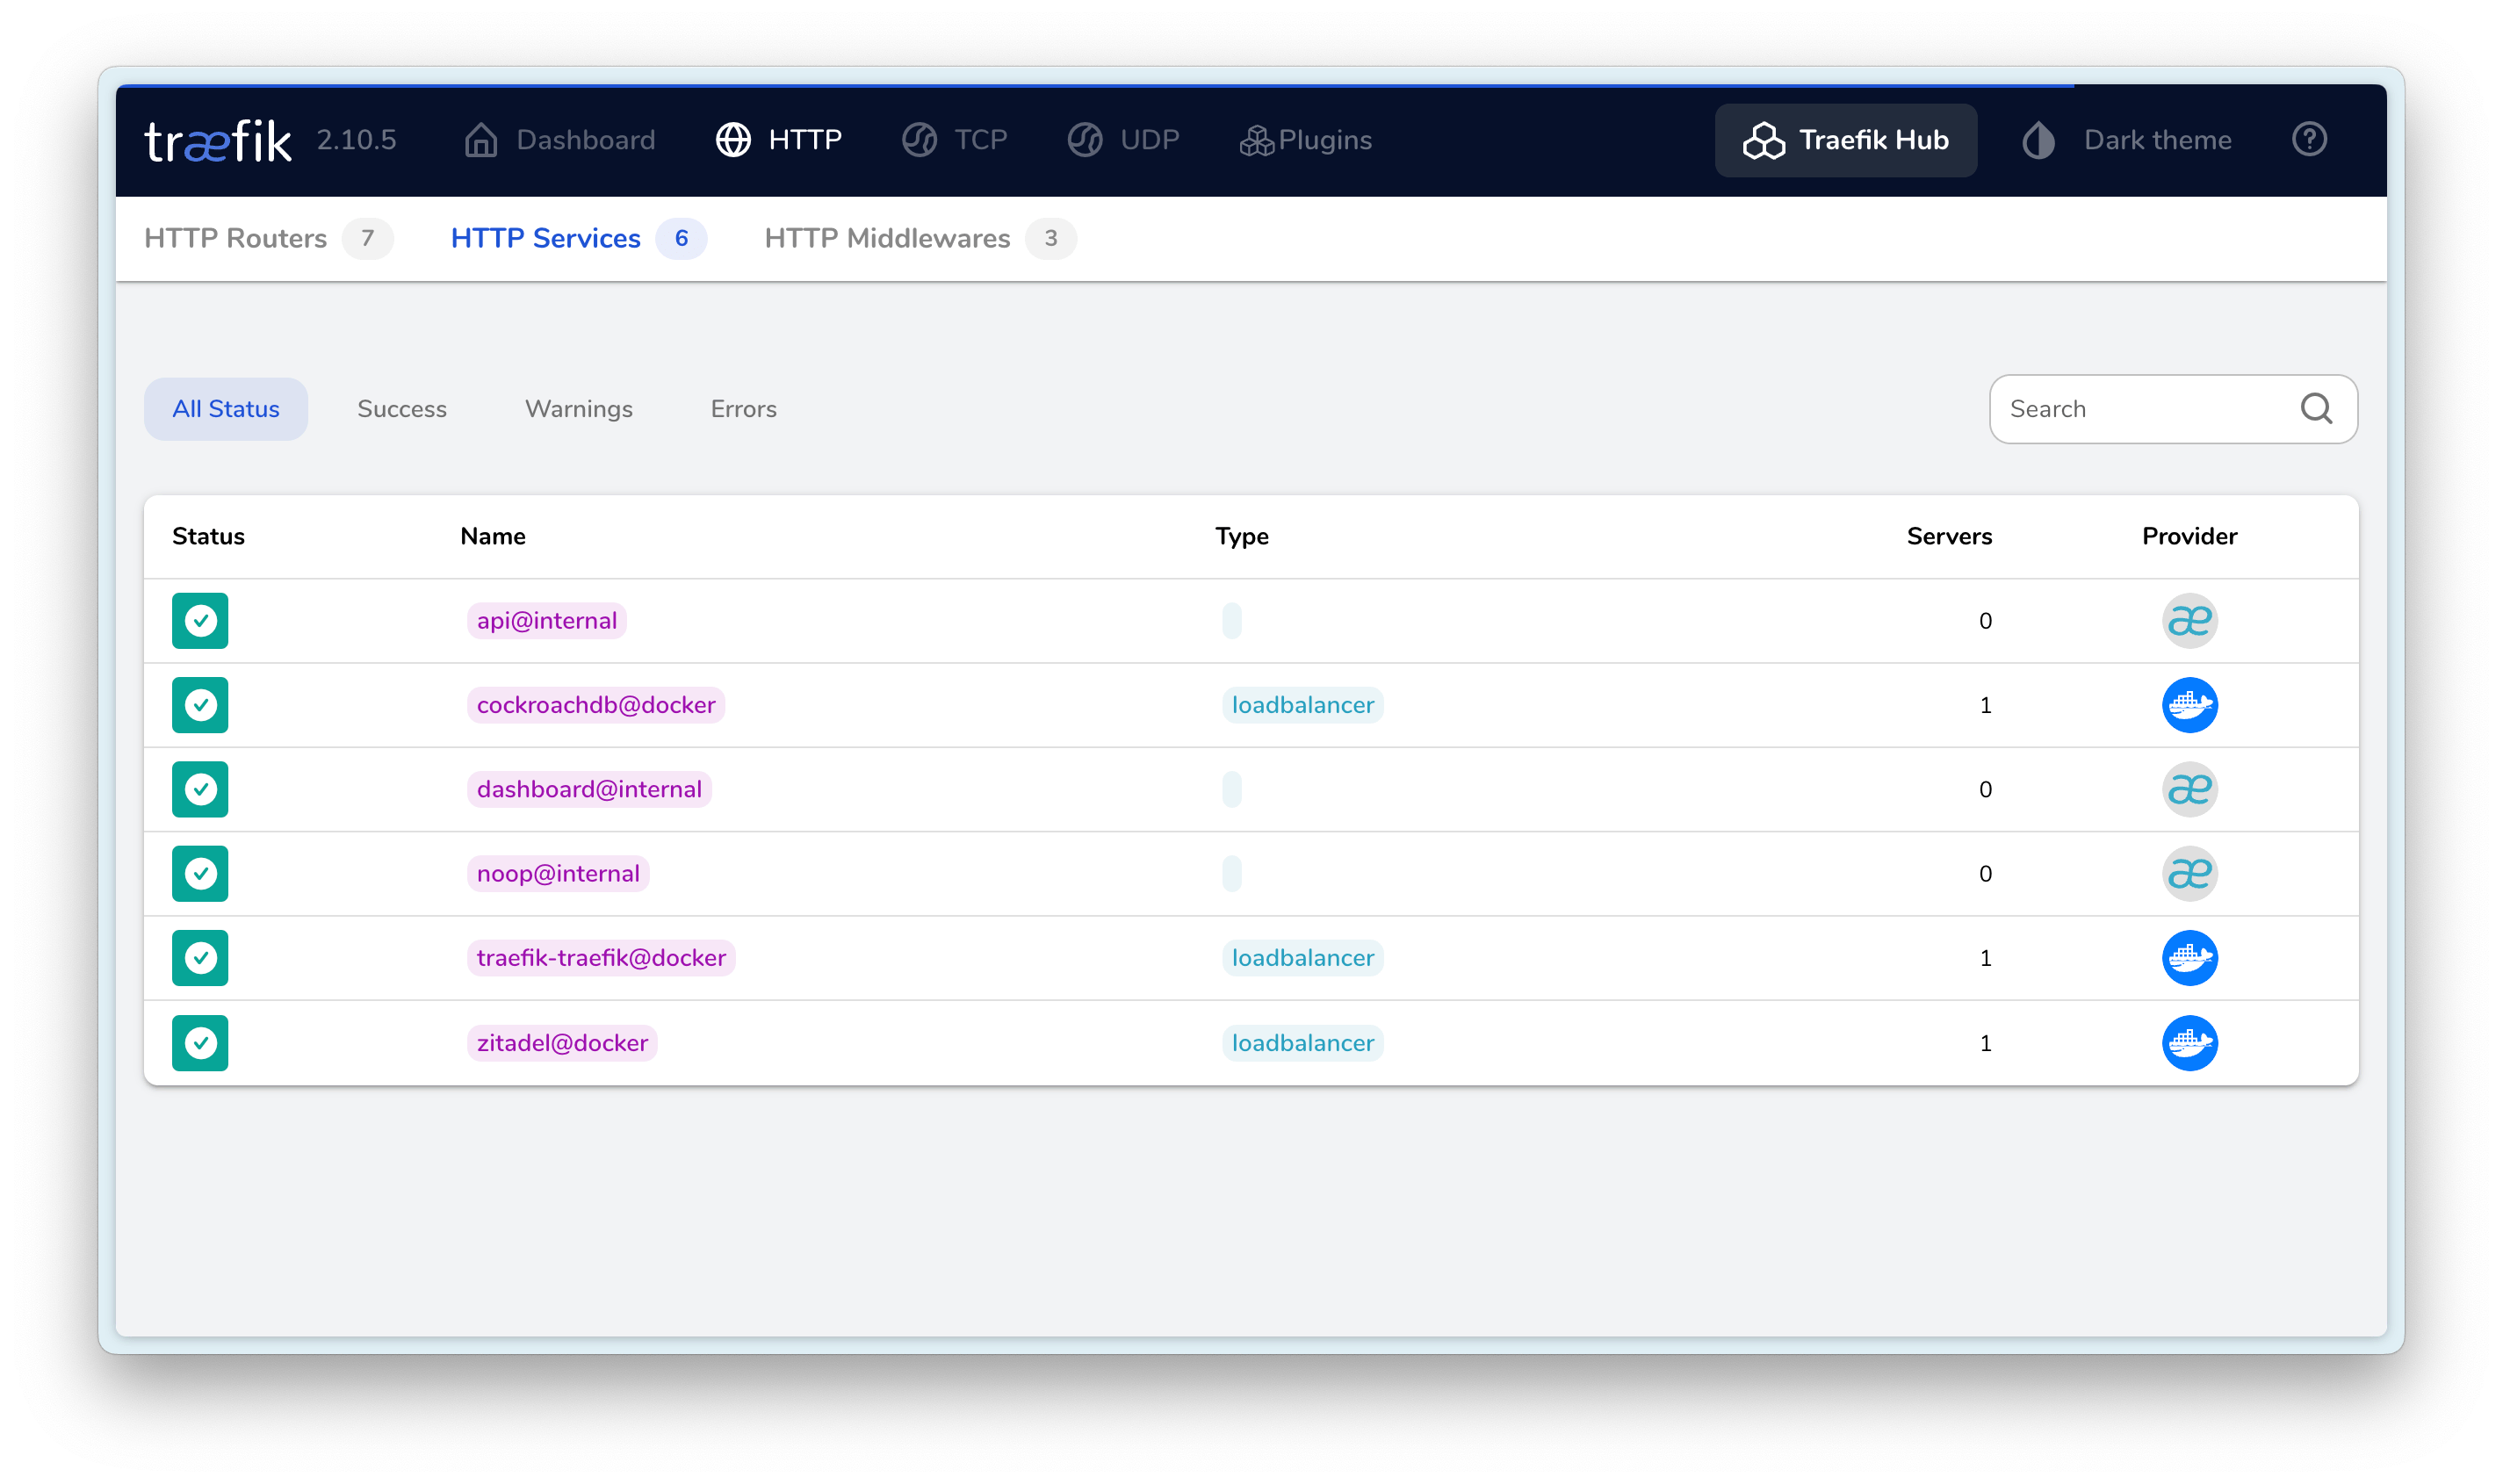 træfik 2.10.5 Dashboard HTTP TCP UDP Plugins Traefik Hub Dark theme
HTTP Routers 7 HTTP Services 6 HTTP Middlewares 3
All Status Success Warnings Errors Search
Status Name Type Servers Provider
api@internal 0
cockroachdb@docker loadbalancer 1
dashboard@internal 0
noop@internal 0
traefik-traefik@docker loadbalancer 1
zitadel@docker loadbalancer 1